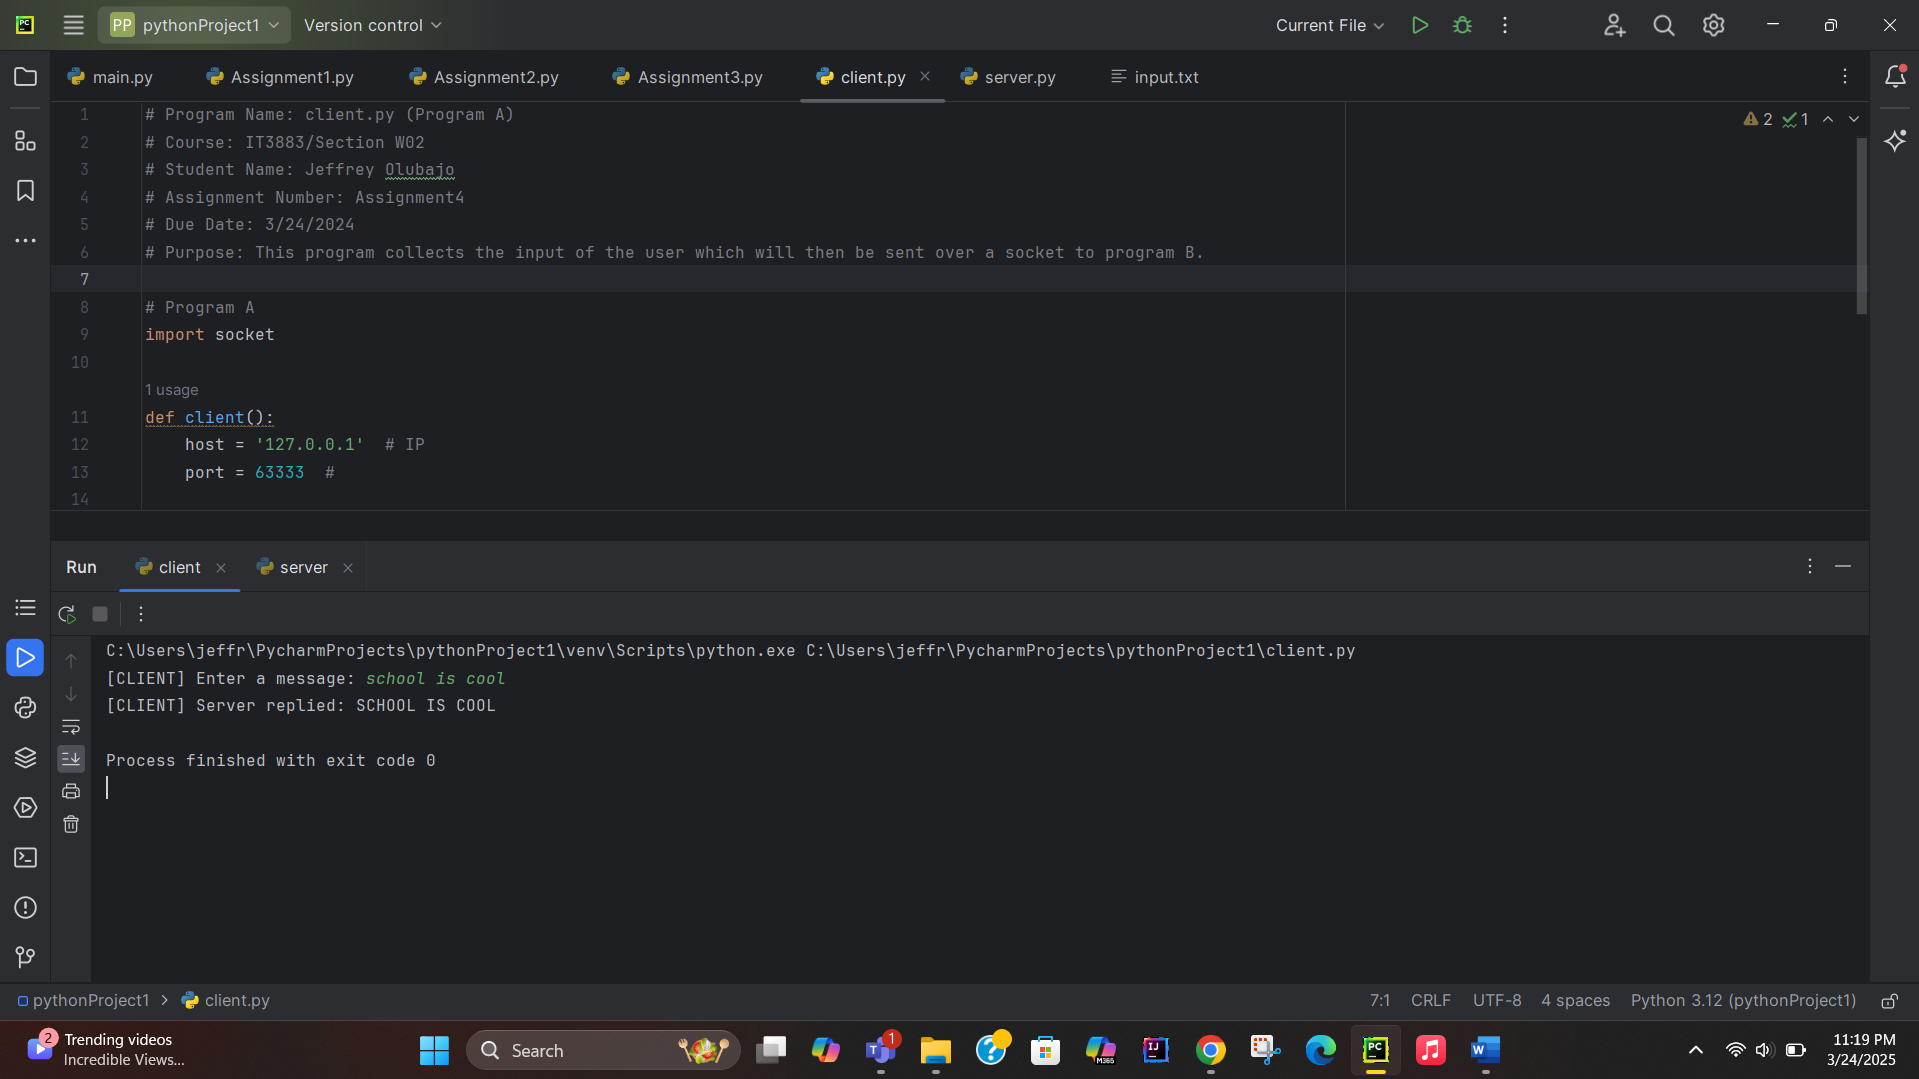 PC
PP pythonProject1 Version control Current File
main.py Assignment1.py Assignment2.py Assignment3.py client.py server.py input.txt
2 1
1 # Program Name: client.py (Program A)
2 # Course: IT3883/Section W02
3 # Student Name: Jeffrey Olubajo
4 # Assignment Number: Assignment4
5 # Due Date: 3/24/2024
6 # Purpose: This program collects the input of the user which will then be sent over a socket to program B.
7
8 # Program A
9 import socket
10
1 usage
11 def client():
12 host = '127.0.0.1' # IP
13 port = 63333 #
14
Run client server
C:\Users\jeffr\PycharmProjects\pythonProject1\venv\Scripts\python.exe C:\Users\jeffr\PycharmProjects\pythonProject1\client.py
[CLIENT] Enter a message: school is cool
[CLIENT] Server replied: SCHOOL IS COOL
Process finished with exit code 0
pythonProject1 > client.py 7:1 CRLF UTF-8 4 spaces Python 3.12 (pythonProject1)
2 Trending videos
Incredible Views...
Search
T 1
M365
IJ
PC
W
11:19 PM
3/24/2025